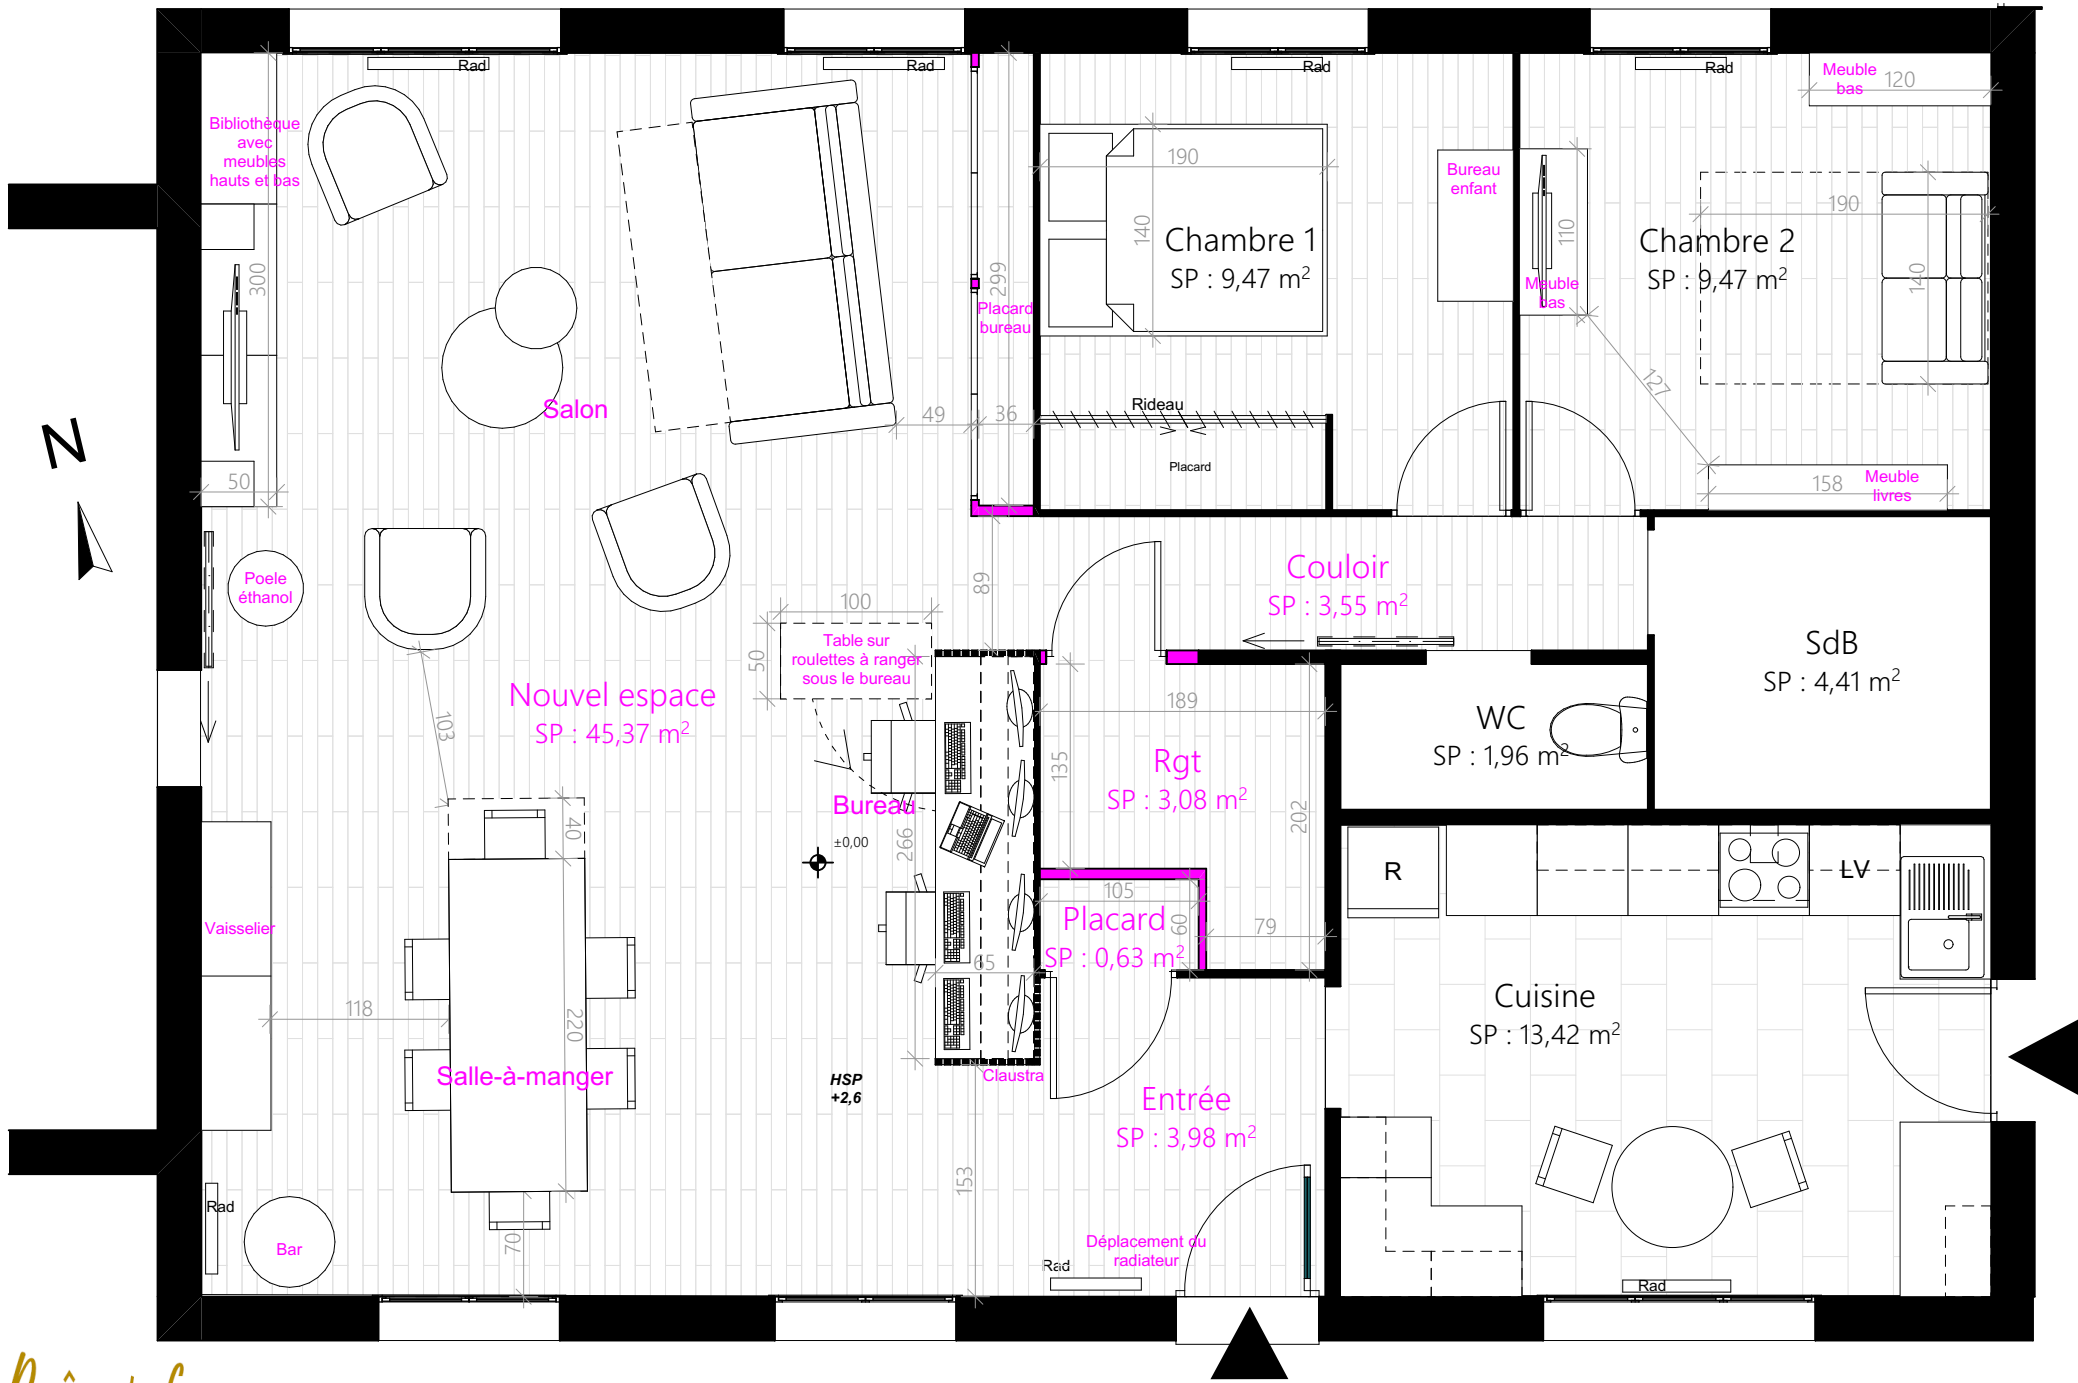 Rad
Rad
Rad
Rad
Meuble
bas
120
Bibliothèque
avec
meubles
hauts et bas
300
50
190
140
Chambre 1
SP : 9,47 m²
Bureau
enfant
110
Meuble
bas
Chambre 2
SP : 9,47 m²
190
140
127
299
Placard
bureau
Salon
49
36
Rideau
Placard
158
Meuble
livres
N
Poele
éthanol
89
Couloir
SP : 3,55 m²
100
50
Table sur
roulettes à ranger
sous le bureau
SdB
SP : 4,41 m²
Nouvel espace
SP : 45,37 m²
103
189
135
Rgt
SP : 3,08 m²
202
WC
SP : 1,96 m²
Bureau
±0,00
266
40
R
LV
105
Placard
SP : 0,63 m²
60
79
65
Vaisselier
118
220
Salle-à-manger
HSP
+2,6
Claustra
Entrée
SP : 3,98 m²
Cuisine
SP : 13,42 m²
153
Rad
Bar
70
Déplacement du
radiateur
Rad
Rad